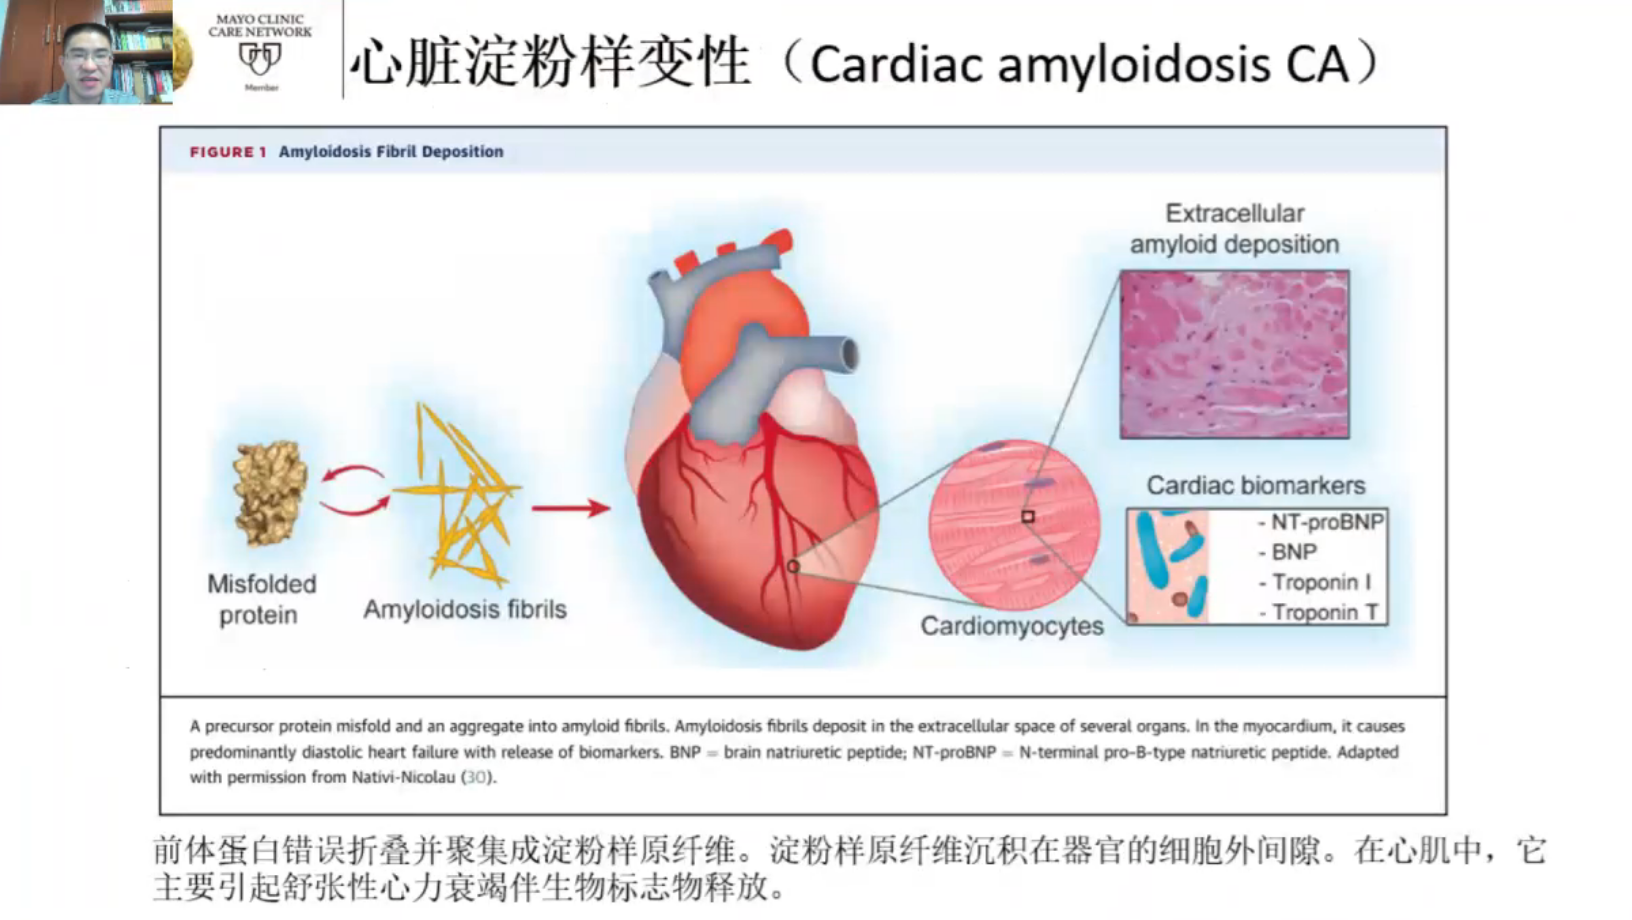 MAYO CLINIC
CARE NETWORK
Member
心脏淀粉样变性（Cardiac amyloidosis CA）
FIGURE 1 Amyloidosis Fibril Deposition
Extracellular
amyloid deposition
Cardiac biomarkers
- NT-proBNP
- BNP
- Troponin I
- Troponin T
Misfolded
protein
Amyloidosis fibrils
Cardiomyocytes
A precursor protein misfold and an aggregate into amyloid fibrils. Amyloidosis fibrils deposit in the extracellular space of several organs. In the myocardium, it causes
predominantly diastolic heart failure with release of biomarkers. BNP = brain natriuretic peptide; NT-proBNP = N-terminal pro-B-type natriuretic peptide. Adapted
with permission from Nativi-Nicolau (30).
前体蛋白错误折叠并聚集成淀粉样原纤维。淀粉样原纤维沉积在器官的细胞外间隙。在心肌中，它
主要引起舒张性心力衰竭伴生物标志物释放。